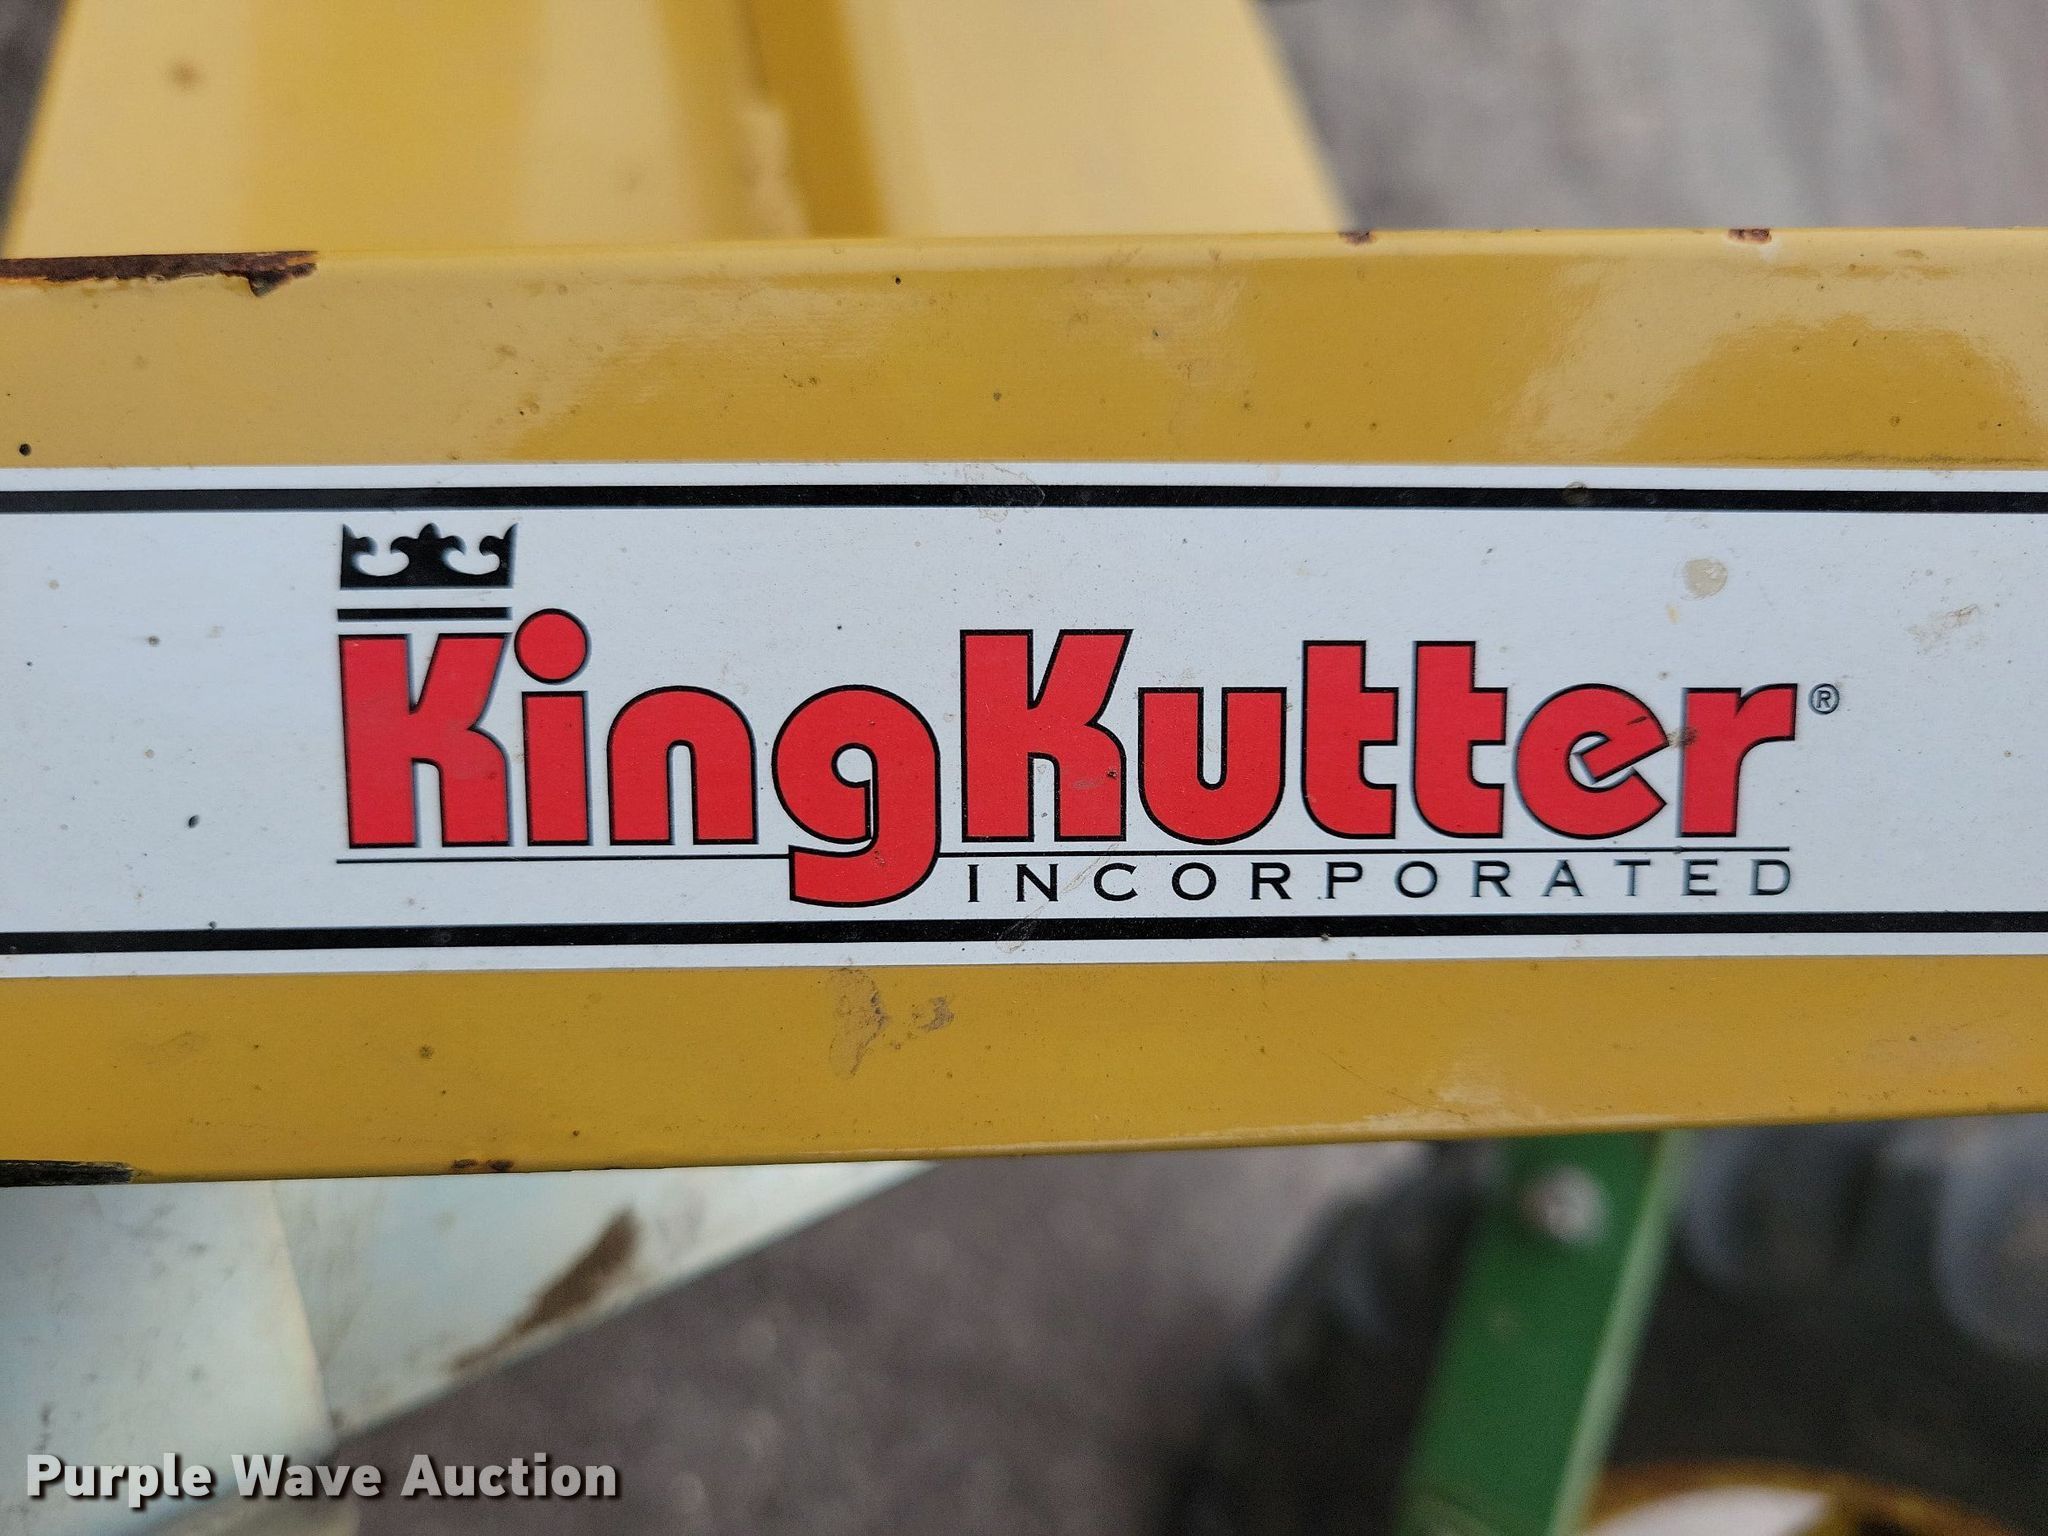 KingKutter®
INCORPORATED
Purple Wave Auction